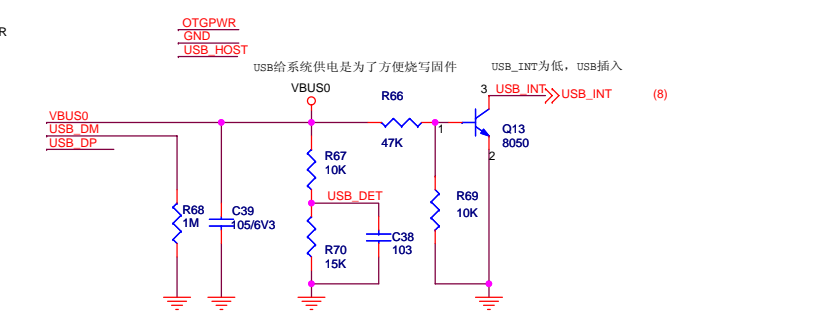 R
OTGPWR
GND
USB_HOST
USB给系统供电是为了方便烧写固件
USB_INT为低，USB插入
VBUS0
R66
47K
3
USB_INT
USB_INT
(8)
VBUS0
USB_DM
USB_DP
1
Q13
8050
2
R67
10K
USB_DET
R68
1M
C39
105/6V3
R69
10K
R70
15K
C38
103